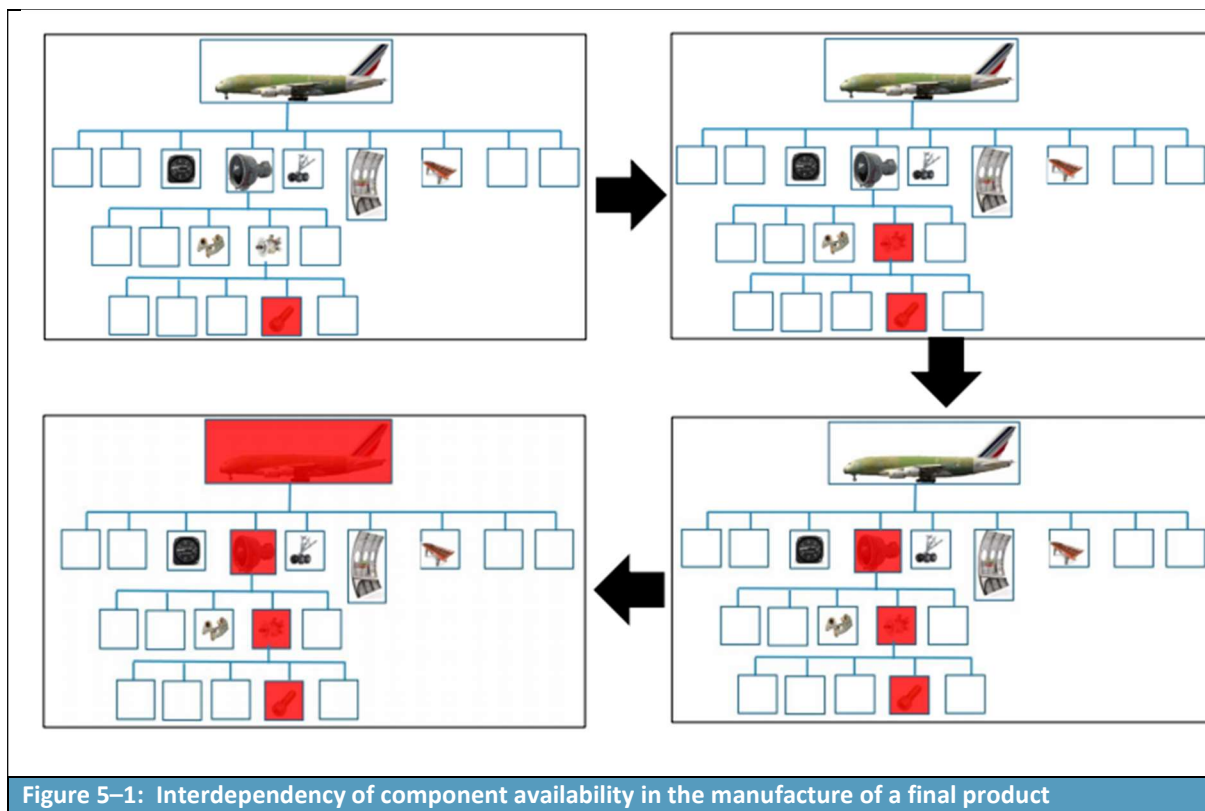 Figure 5–1:  Interdependency of component availability in the manufacture of a final product